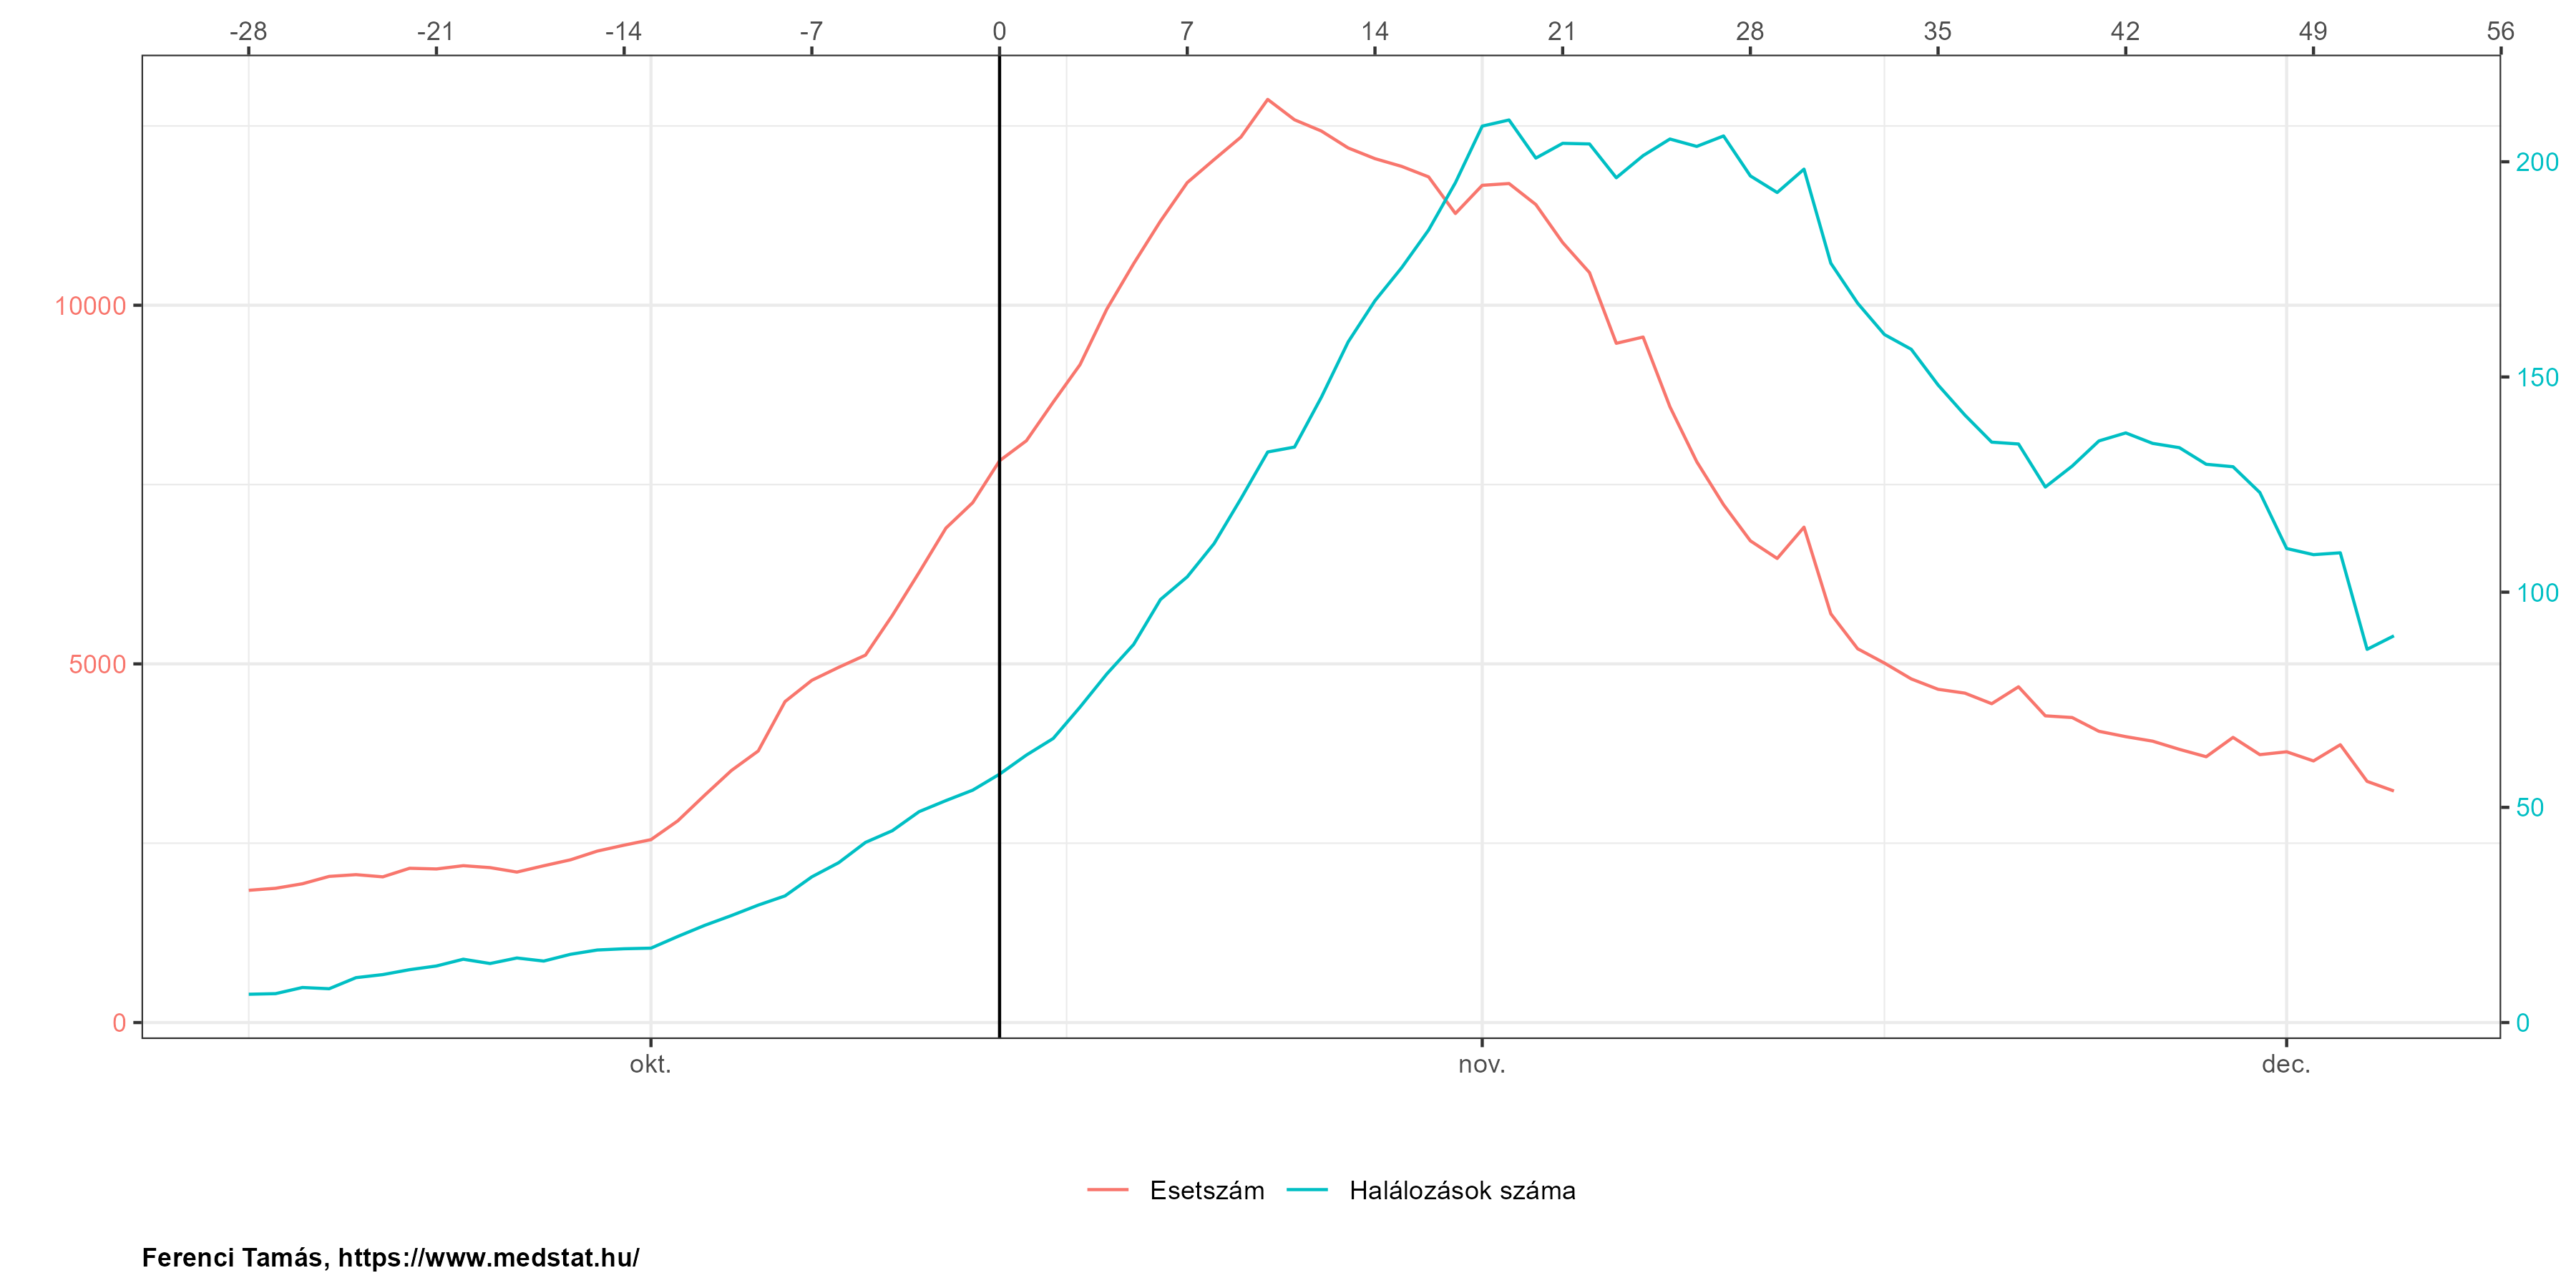 -28 -21 -14 -7 0 7 14 21 28 35 42 49 56
200
10000
150
5000
100
50
0 0
okt. nov. dec.
Esetszám Halálozások száma
Ferenci Tamás, https://www.medstat.hu/